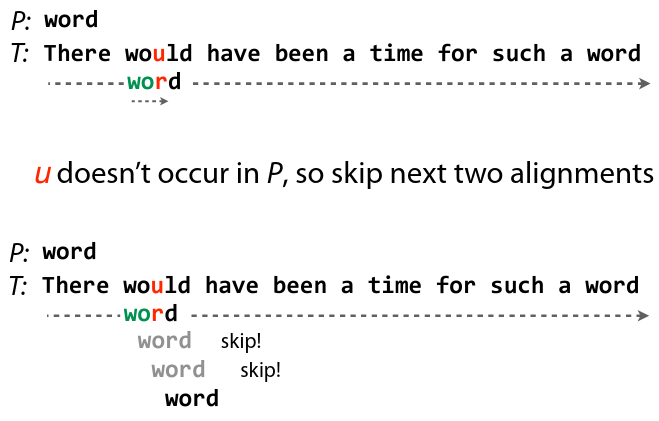 P: word
T: There would have been a time for such a word
word
u doesn’t occur in P, so skip next two alignments
P: word
T: There would have been a time for such a word
word
word skip!
word skip!
word